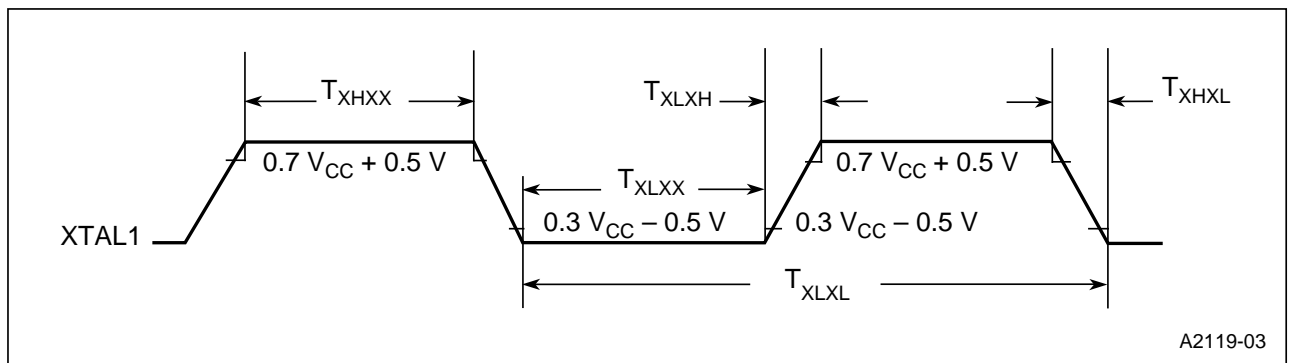 T_XHXX
T_XLXH
T_XHXL
0.7 V_CC + 0.5 V
0.7 V_CC + 0.5 V
T_XLXX
XTAL1
0.3 V_CC – 0.5 V
0.3 V_CC – 0.5 V
T_XLXL
A2119-03